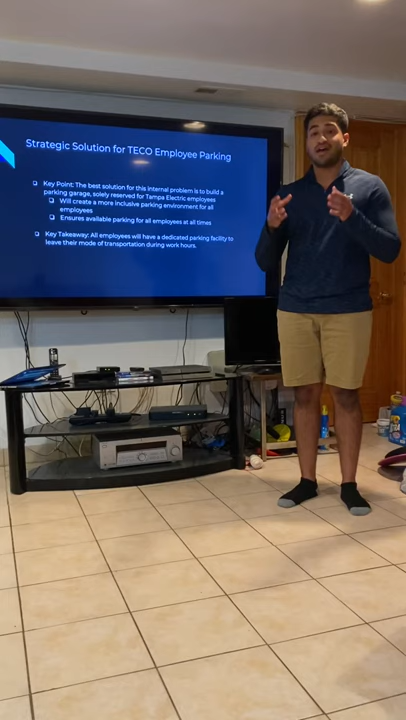 Strategic Solution for TECO Employee Parking
Key Point: The best solution for this internal problem is to build a
parking garage, solely reserved for Tampa Electric employees
Will create a more inclusive parking environment for all
employees
Ensures available parking for all employees at all times
Key Takeaway: All employees will have a dedicated parking facility to
leave their mode of transportation during work hours.